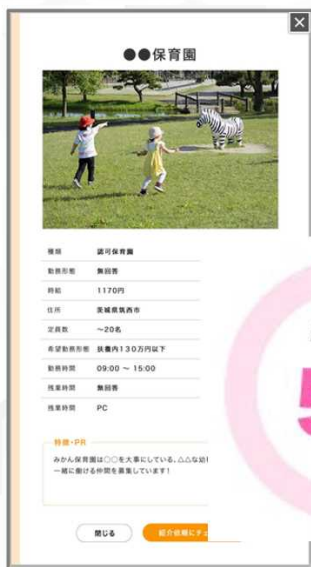 ●●保育園
種類 認可保育園
勤務形態 無回答
時給 1170円
住所 茨城県筑西市
定員数 ～20名
希望勤務形態 扶養内130万円以下
勤務時間 09:00 ～ 15:00
残業時間 無回答
残業時間 PC
特徴・PR
みかん保育園は〇〇を大事にしている、△△な幼
一緒に働ける仲間を募集しています！
閉じる 紹介依頼にチェ